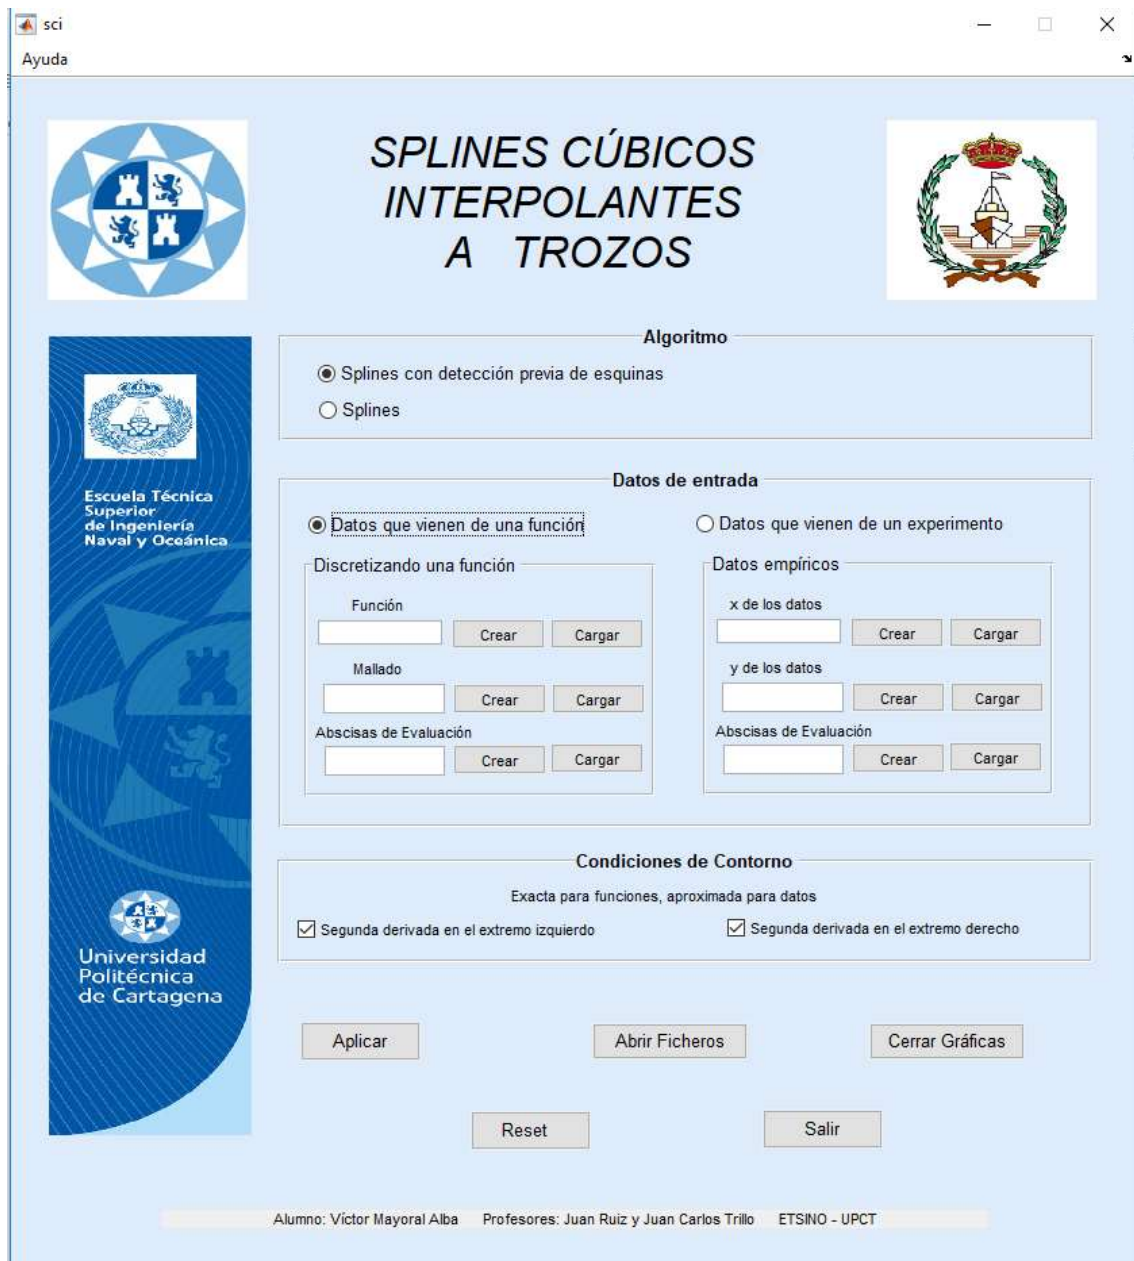 sci
Ayuda
SPLINES CÚBICOS
INTERPOLANTES
A TROZOS
Escuela Técnica
Superior
de Ingeniería
Naval y Oceánica
Universidad
Politécnica
de Cartagena
Algoritmo
Splines con detección previa de esquinas
Splines
Datos de entrada
Datos que vienen de una función
Datos que vienen de un experimento
Discretizando una función
Función
Crear Cargar
Mallado
Crear Cargar
Abscisas de Evaluación
Crear Cargar
Datos empíricos
x de los datos
Crear Cargar
y de los datos
Crear Cargar
Abscisas de Evaluación
Crear Cargar
Condiciones de Contorno
Exacta para funciones, aproximada para datos
Segunda derivada en el extremo izquierdo
Segunda derivada en el extremo derecho
Aplicar Abrir Ficheros Cerrar Gráficas
Reset Salir
Alumno: Víctor Mayoral Alba Profesores: Juan Ruiz y Juan Carlos Trillo ETSINO - UPCT